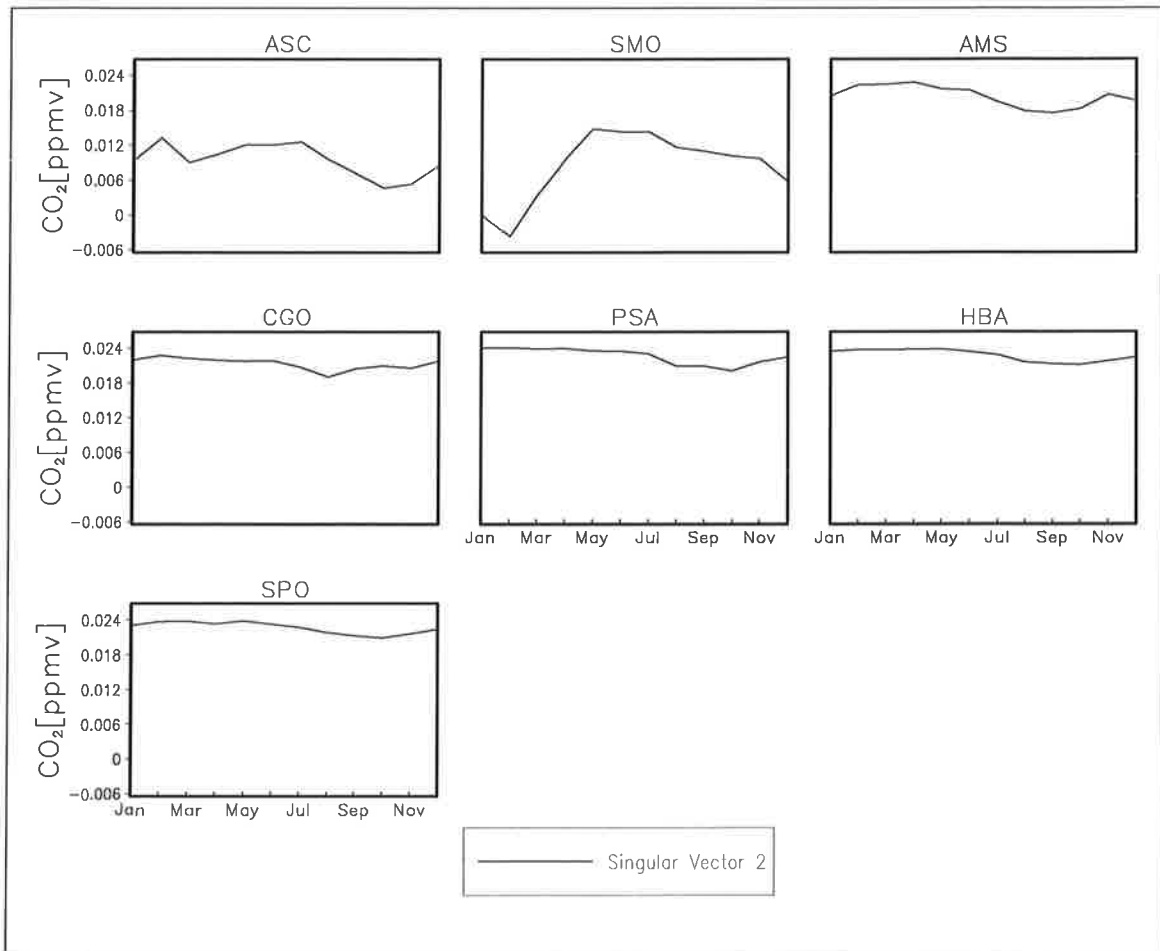 ASC SMO AMS
CO₂[ppmv]
0.024
0.018
0.012
0.006
0
-0.006
CGO PSA HBA
CO₂[ppmv]
0.024
0.018
0.012
0.006
0
-0.006
Jan Mar May Jul Sep Nov Jan Mar May Jul Sep Nov
SPO
CO₂[ppmv]
0.024
0.018
0.012
0.006
0
-0.006
Jan Mar May Jul Sep Nov
Singular Vector 2